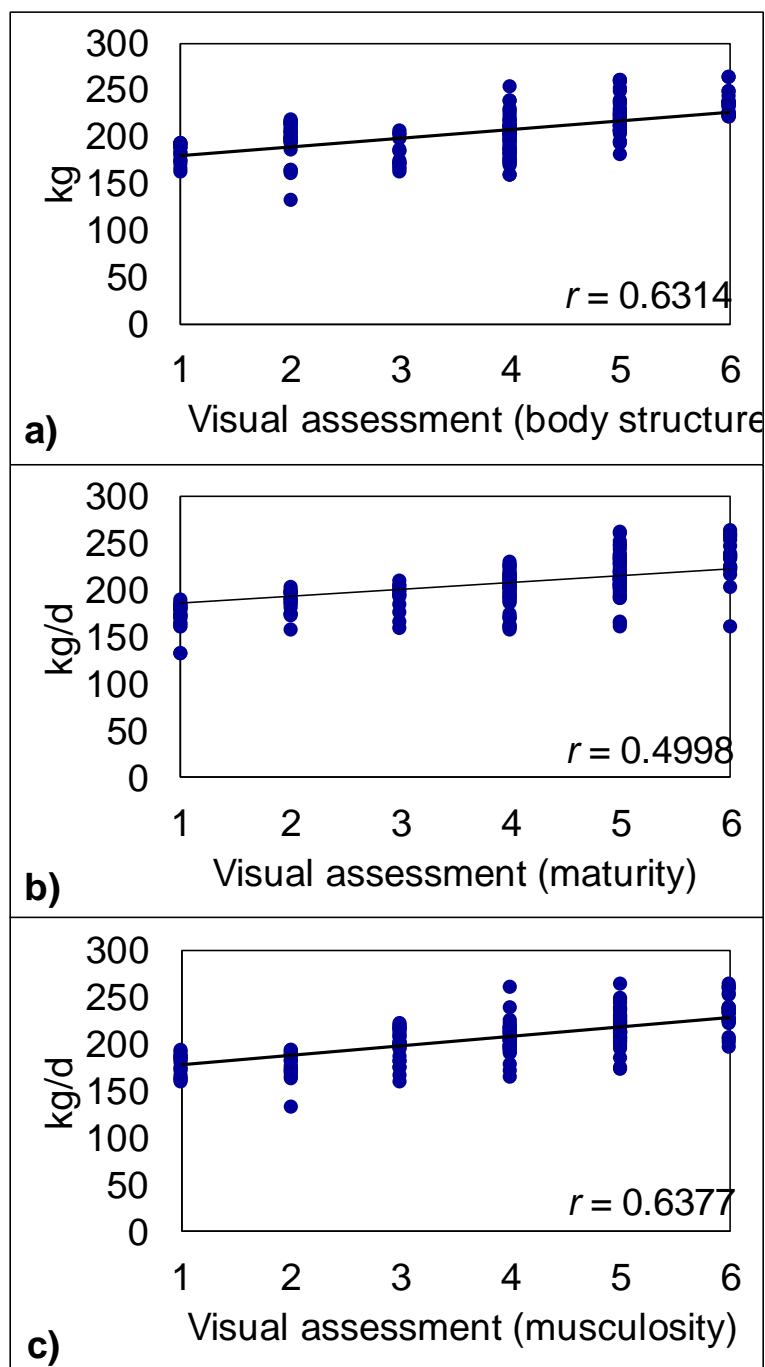 300
250
200
150
100
50
0
kg
r = 0.6314
1 2 3 4 5 6
Visual assessment (body structure
a)
300
250
200
150
100
50
0
kg/d
r = 0.4998
1 2 3 4 5 6
Visual assessment (maturity)
b)
300
250
200
150
100
50
0
kg/d
r = 0.6377
1 2 3 4 5 6
Visual assessment (musculosity)
c)